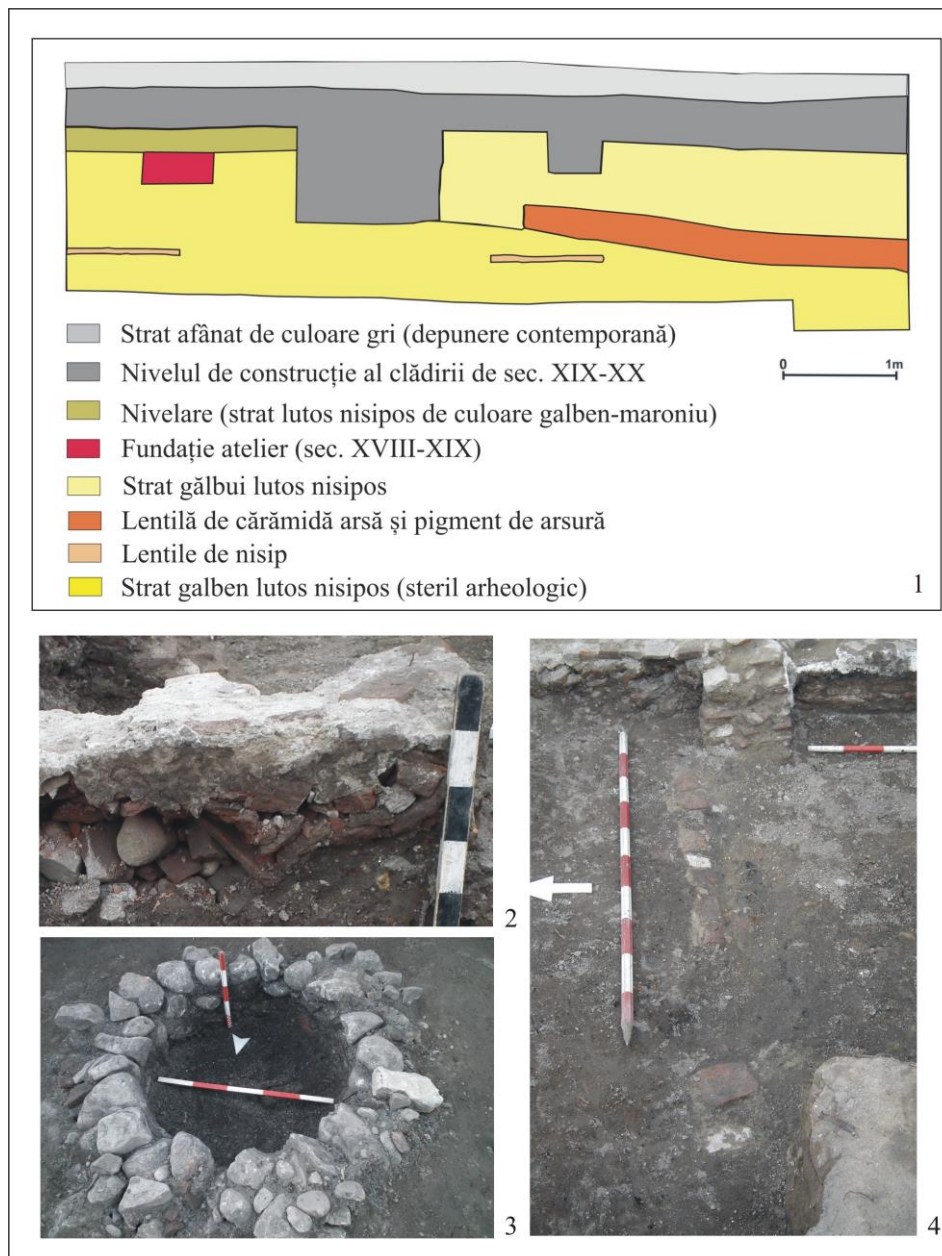 0 1m
Strat afânat de culoare gri (depunere contemporană)
Nivelul de construcție al clădirii de sec. XIX-XX
Nivelare (strat lutos nisipos de culoare galben-maroniu)
Fundație atelier (sec. XVIII-XIX)
Strat gălbui lutos nisipos
Lentilă de cărămidă arsă și pigment de arsură
Lentile de nisip
Strat galben lutos nisipos (steril arheologic)
1
2
3
4